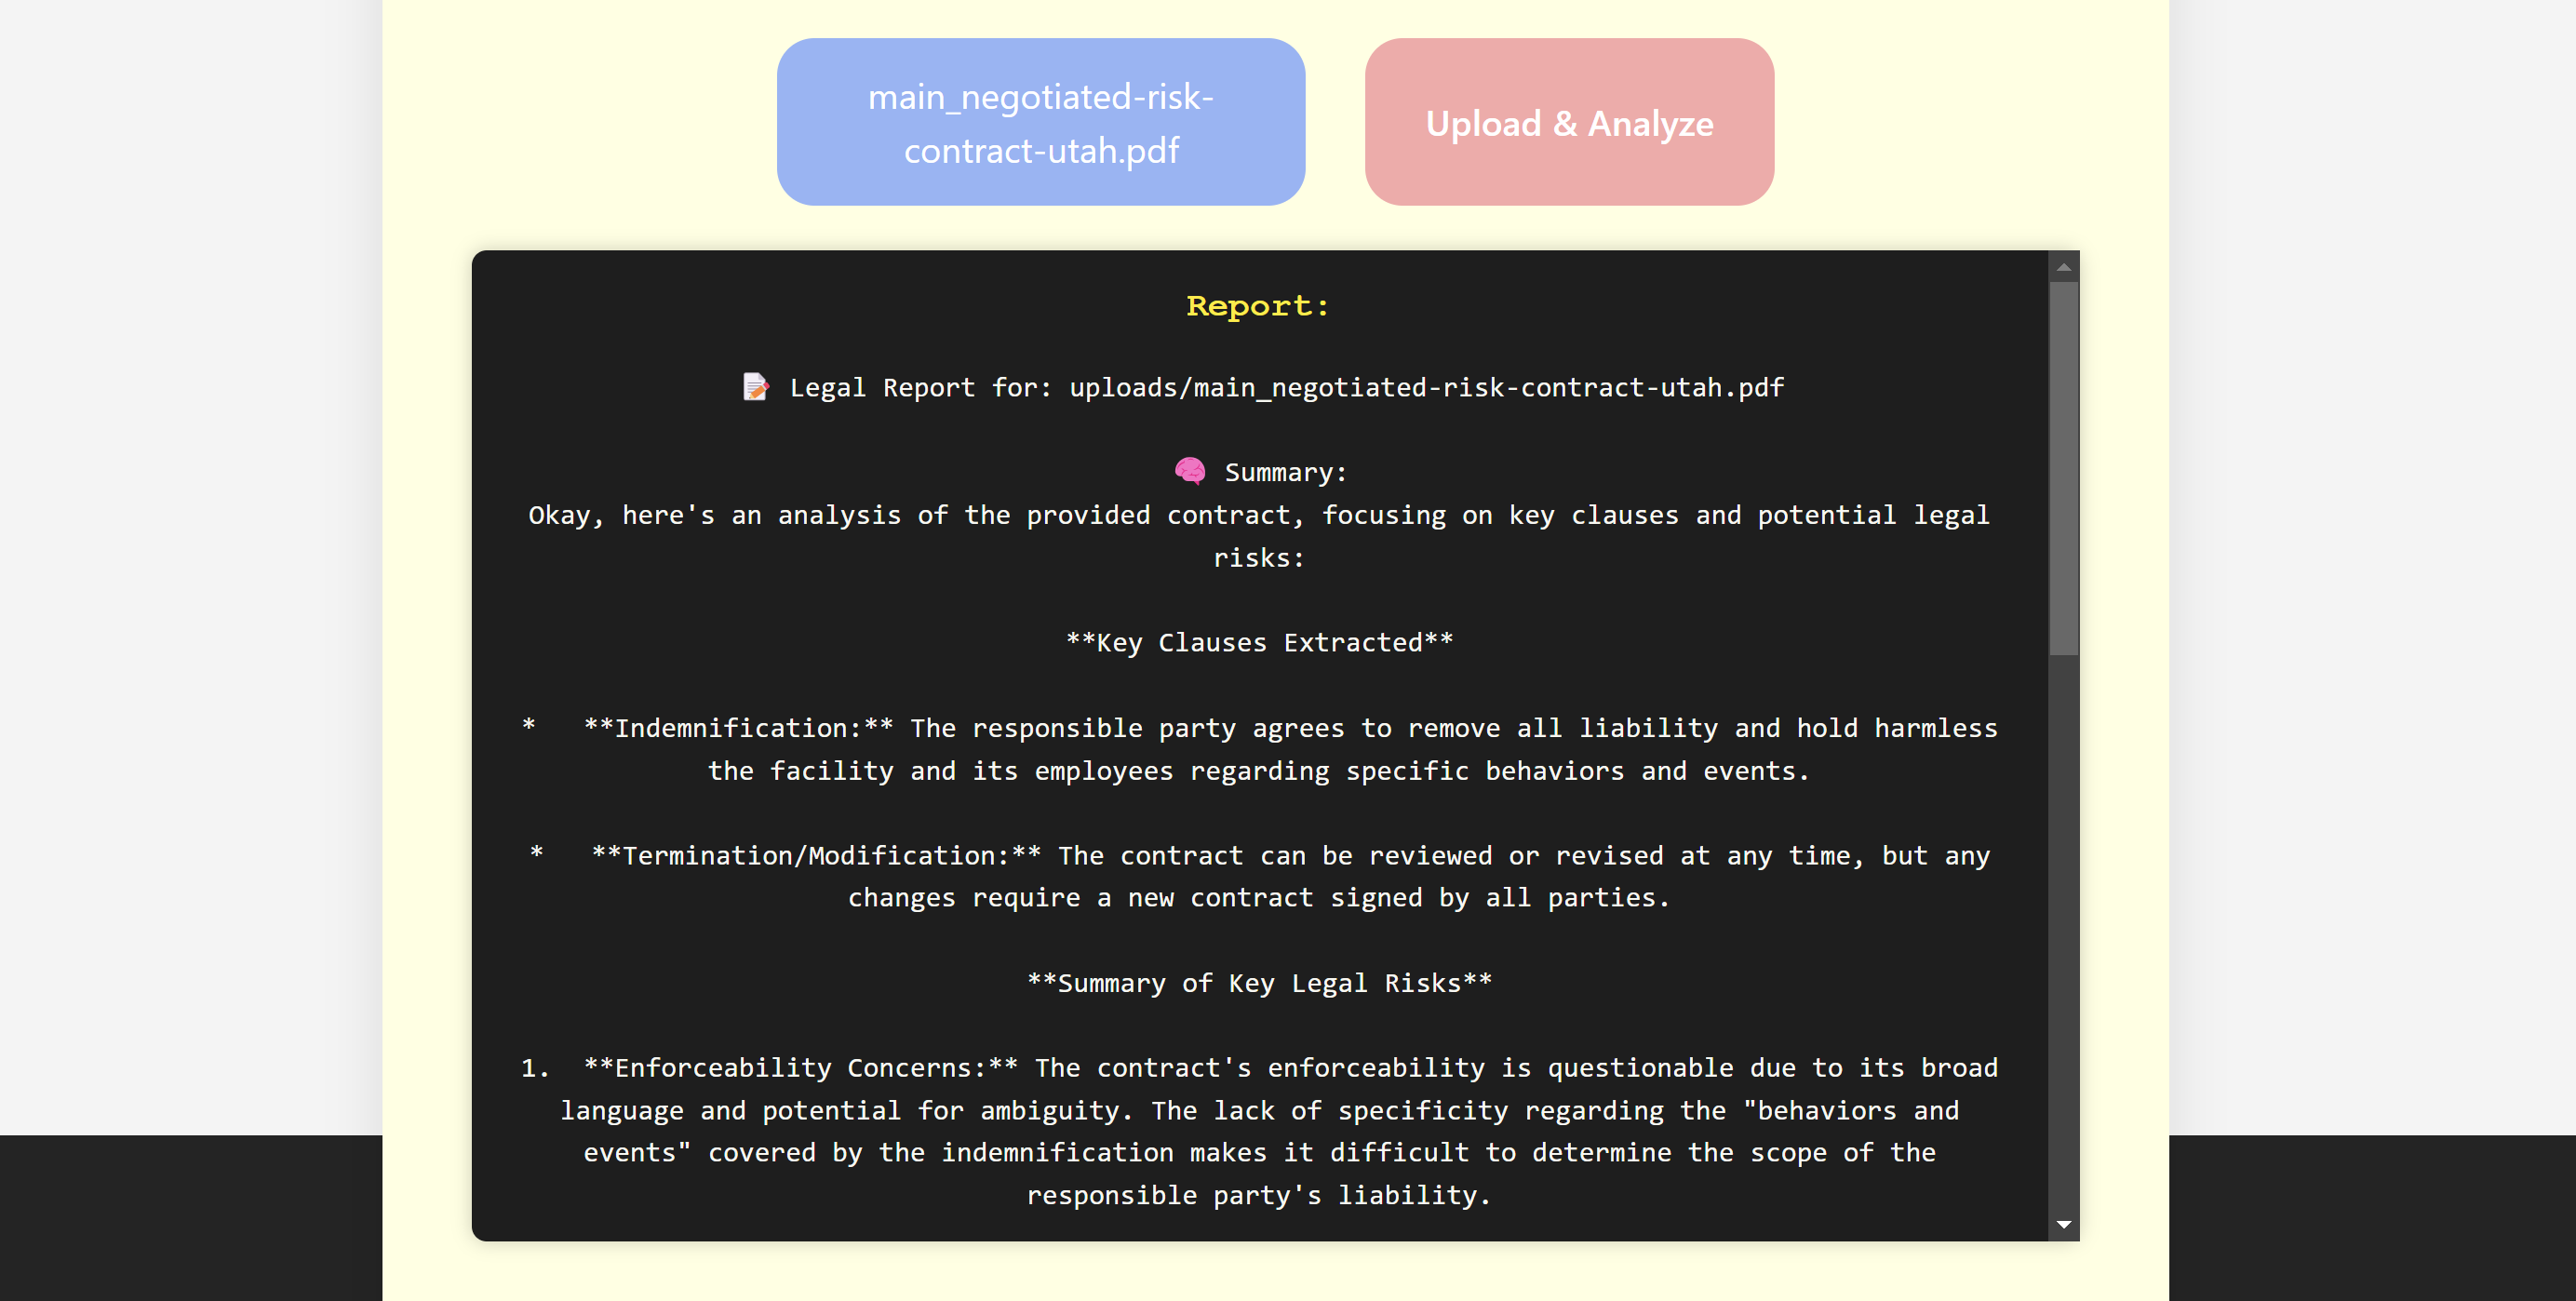 main_negotiated-risk-
contract-utah.pdf
Upload & Analyze
Report:
📝 Legal Report for: uploads/main_negotiated-risk-contract-utah.pdf
🧠 Summary:
Okay, here's an analysis of the provided contract, focusing on key clauses and potential legal
risks:
**Key Clauses Extracted**
*   **Indemnification:** The responsible party agrees to remove all liability and hold harmless
the facility and its employees regarding specific behaviors and events.
*   **Termination/Modification:** The contract can be reviewed or revised at any time, but any
changes require a new contract signed by all parties.
**Summary of Key Legal Risks**
1.  **Enforceability Concerns:** The contract's enforceability is questionable due to its broad
language and potential for ambiguity. The lack of specificity regarding the "behaviors and
events" covered by the indemnification makes it difficult to determine the scope of the
responsible party's liability.